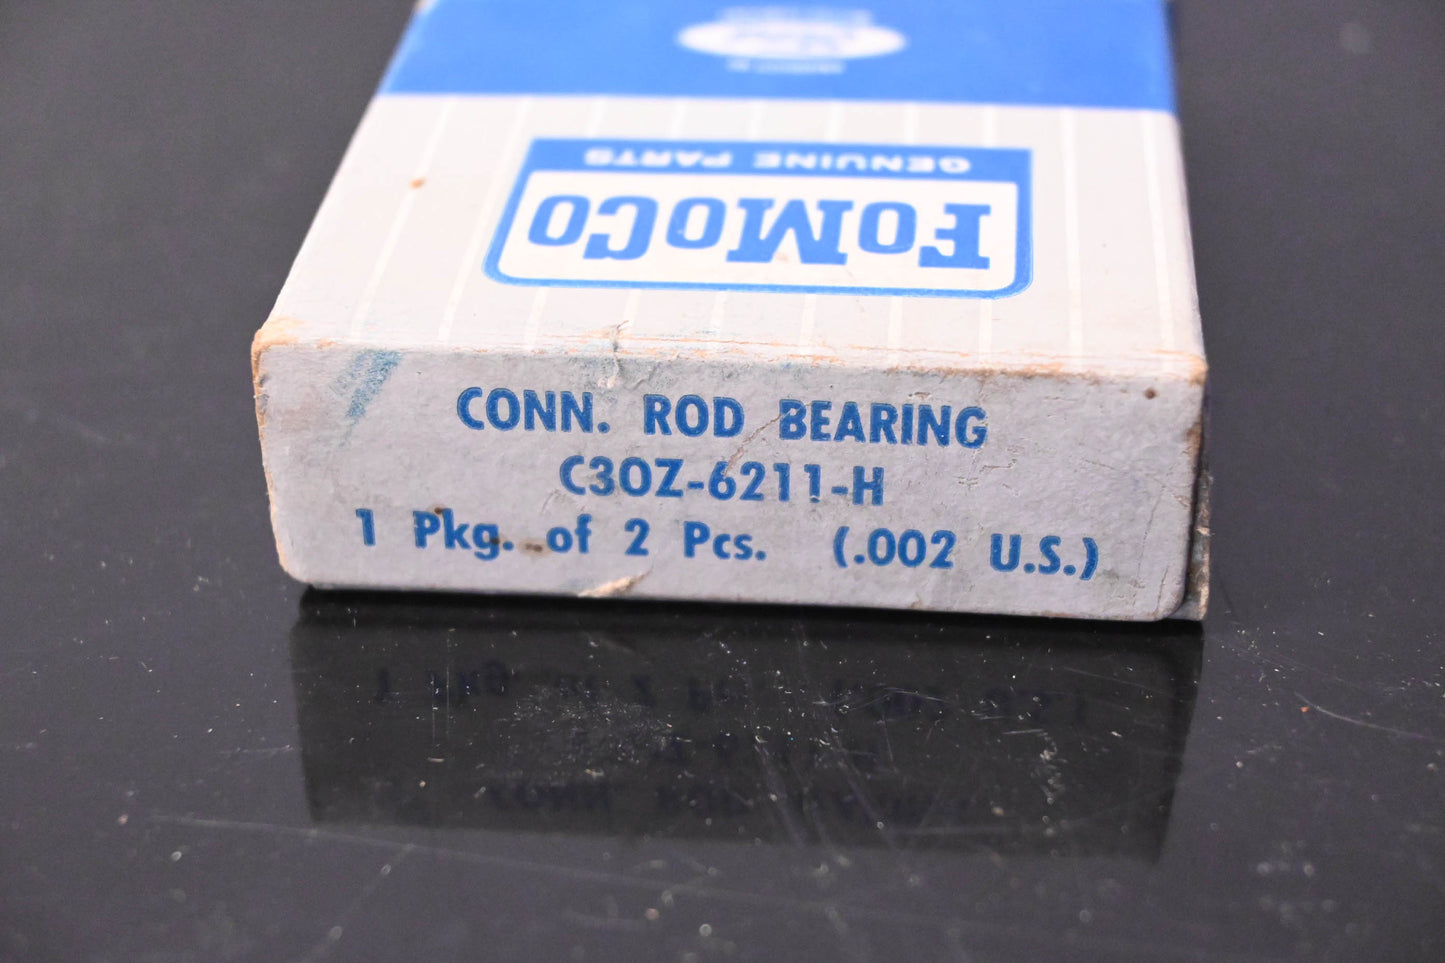 GENUINE PARTS
FoMoCo
CONN. ROD BEARING
C3OZ-6211-H
1 Pkg. of 2 Pcs. (.002 U.S.)